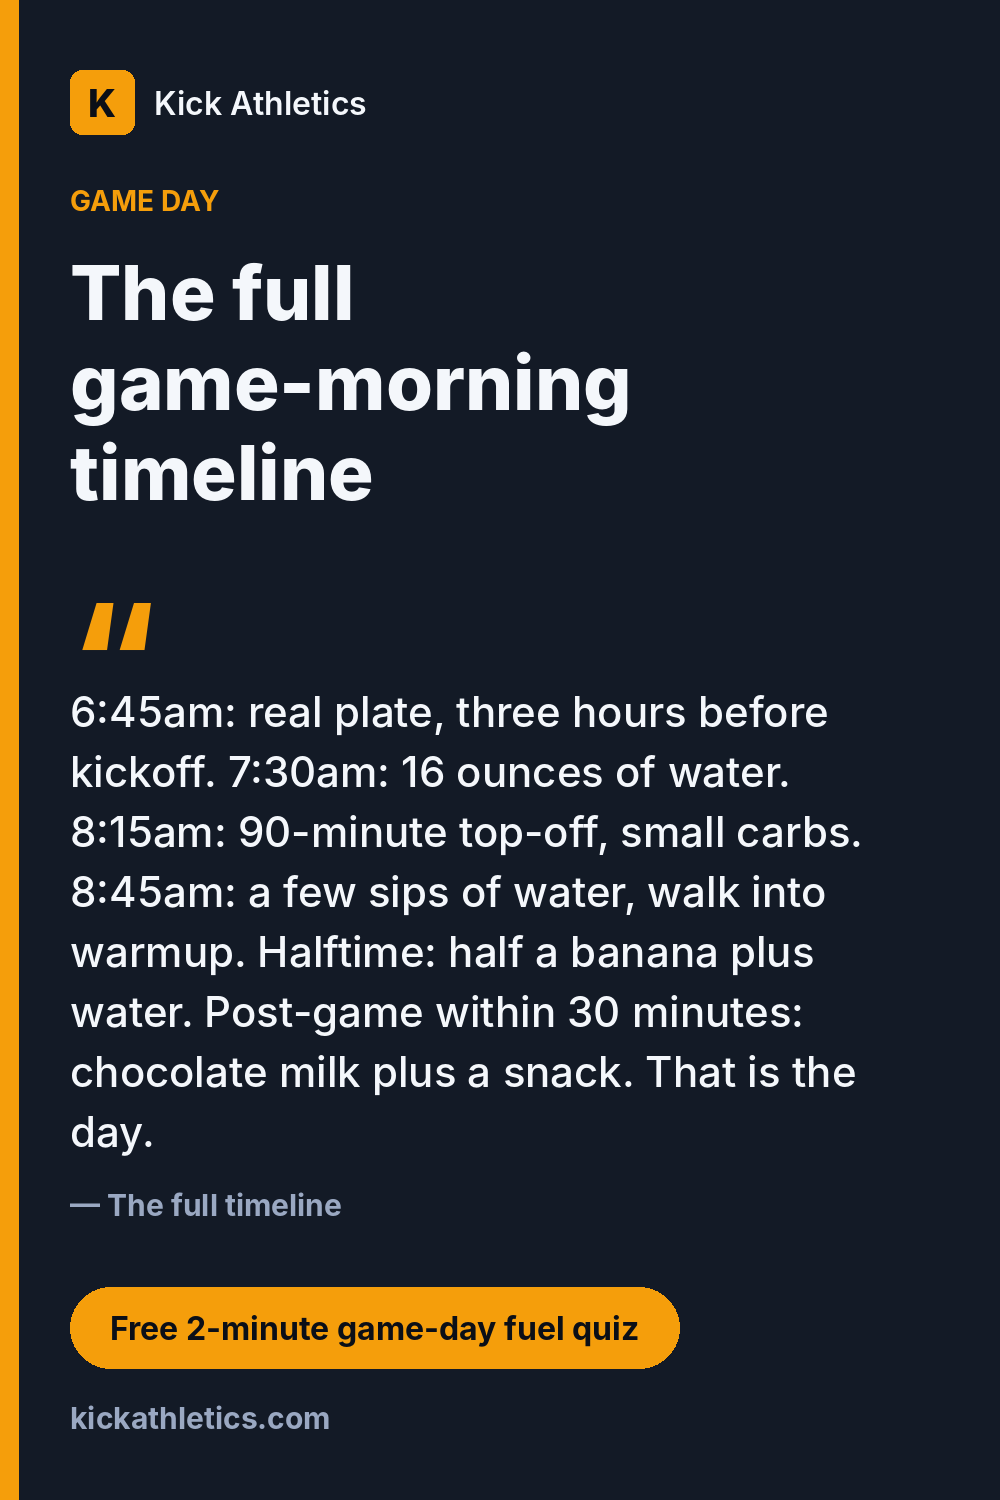 K Kick Athletics
GAME DAY
The full
game-morning
timeline
“
6:45am: real plate, three hours before
kickoff. 7:30am: 16 ounces of water.
8:15am: 90-minute top-off, small carbs.
8:45am: a few sips of water, walk into
warmup. Halftime: half a banana plus
water. Post-game within 30 minutes:
chocolate milk plus a snack. That is the
day.
— The full timeline
Free 2-minute game-day fuel quiz
kickathletics.com